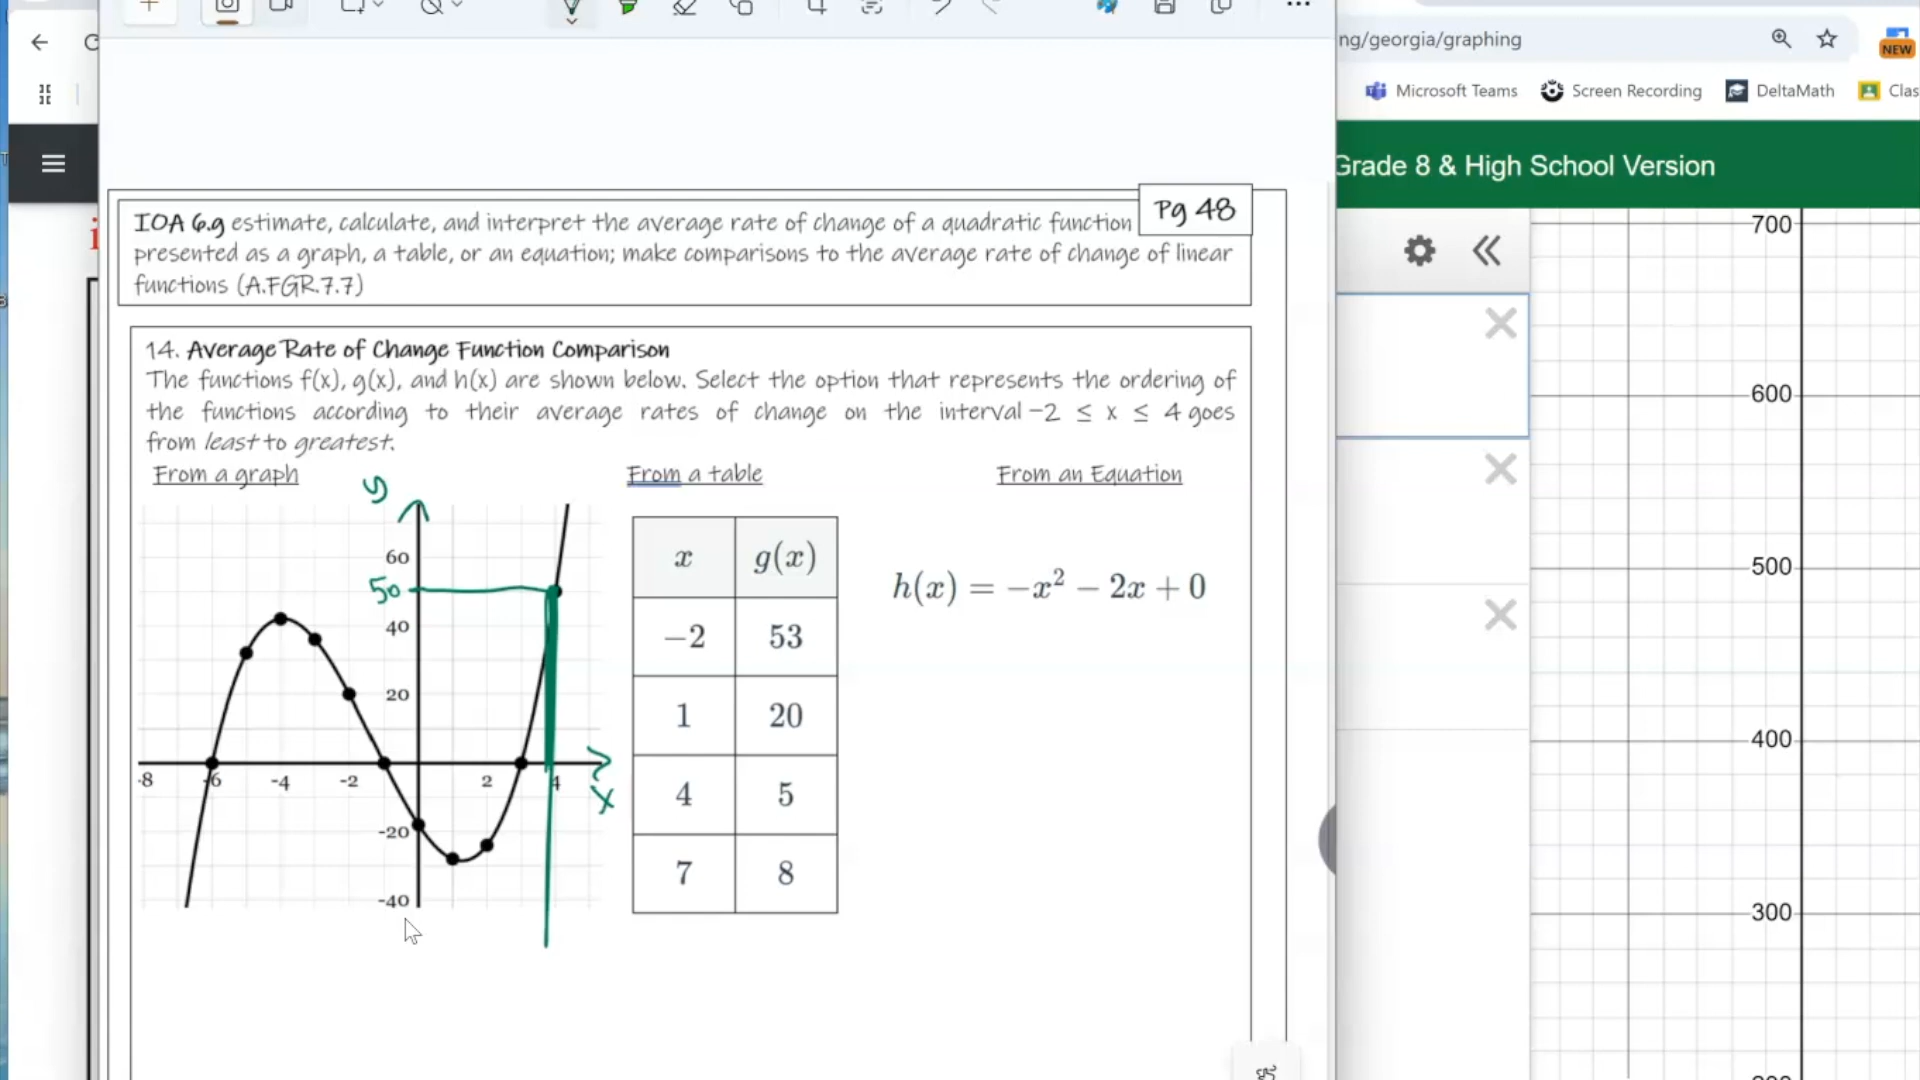 ng/georgia/graphing
NEW
Microsoft Teams
Screen Recording
DeltaMath
Clas
Grade 8 & High School Version
IOA 6.g estimate, calculate, and interpret the average rate of change of a quadratic function
Pg 48
presented as a graph, a table, or an equation; make comparisons to the average rate of change of linear
functions (A.FGR.7.7)
14. Average Rate of Change Function Comparison
The functions f(x), g(x), and h(x) are shown below. Select the option that represents the ordering of
the functions according to their average rates of change on the interval −2 ≤ x ≤ 4 goes
from least to greatest.
From a graph
From a table
From an Equation
y
60
50
40
20
-8 -6 -4 -2 2 4
x
-20
-40
x g(x)
−2 53
1 20
4 5
7 8
h(x) = −x² − 2x + 0
700
600
500
400
300